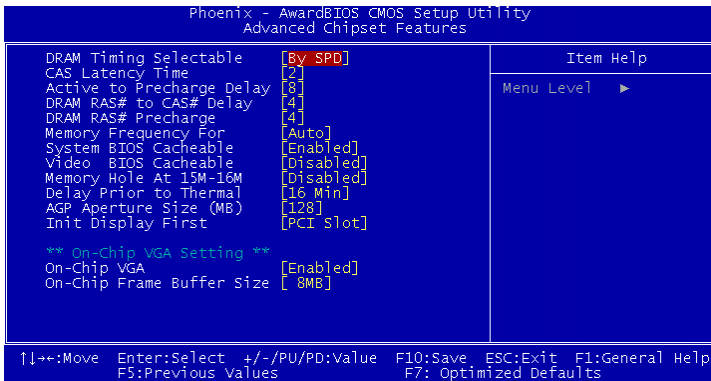 Phoenix - AwardBIOS CMOS Setup Utility
Advanced Chipset Features
DRAM Timing Selectable [By SPD]
CAS Latency Time [2]
Active to Precharge Delay [8]
DRAM RAS# to CAS# Delay [4]
DRAM RAS# Precharge [4]
Memory Frequency For [Auto]
System BIOS Cacheable [Enabled]
Video BIOS Cacheable [Disabled]
Memory Hole At 15M-16M [Disabled]
Delay Prior to Thermal [16 Min]
AGP Aperture Size (MB) [128]
Init Display First [PCI Slot]
** On-Chip VGA Setting **
On-Chip VGA [Enabled]
On-Chip Frame Buffer Size [ 8MB]
Item Help
Menu Level ►
↑↓→←:Move Enter:Select +/-/PU/PD:Value F10:Save ESC:Exit F1:General Help
F5:Previous Values F7: Optimized Defaults